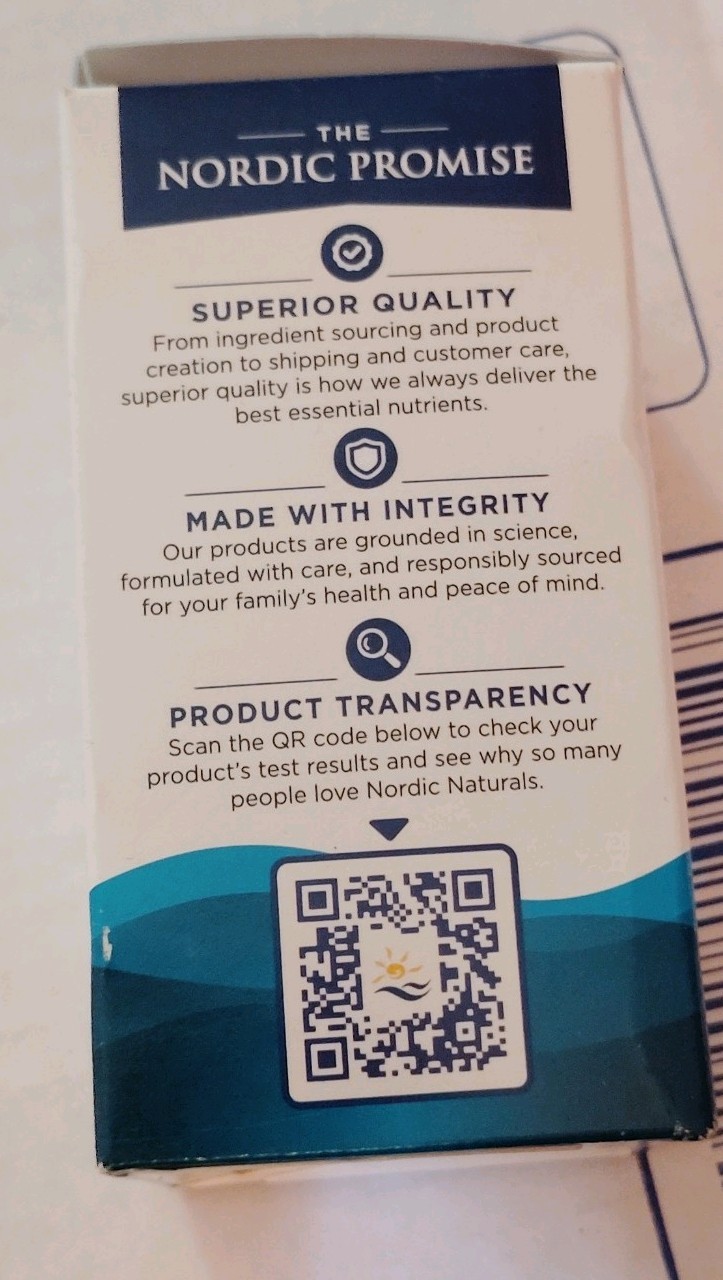 THE
NORDIC PROMISE
SUPERIOR QUALITY
From ingredient sourcing and product
creation to shipping and customer care,
superior quality is how we always deliver the
best essential nutrients.
MADE WITH INTEGRITY
Our products are grounded in science,
formulated with care, and responsibly sourced
for your family's health and peace of mind.
PRODUCT TRANSPARENCY
Scan the QR code below to check your
product's test results and see why so many
people love Nordic Naturals.